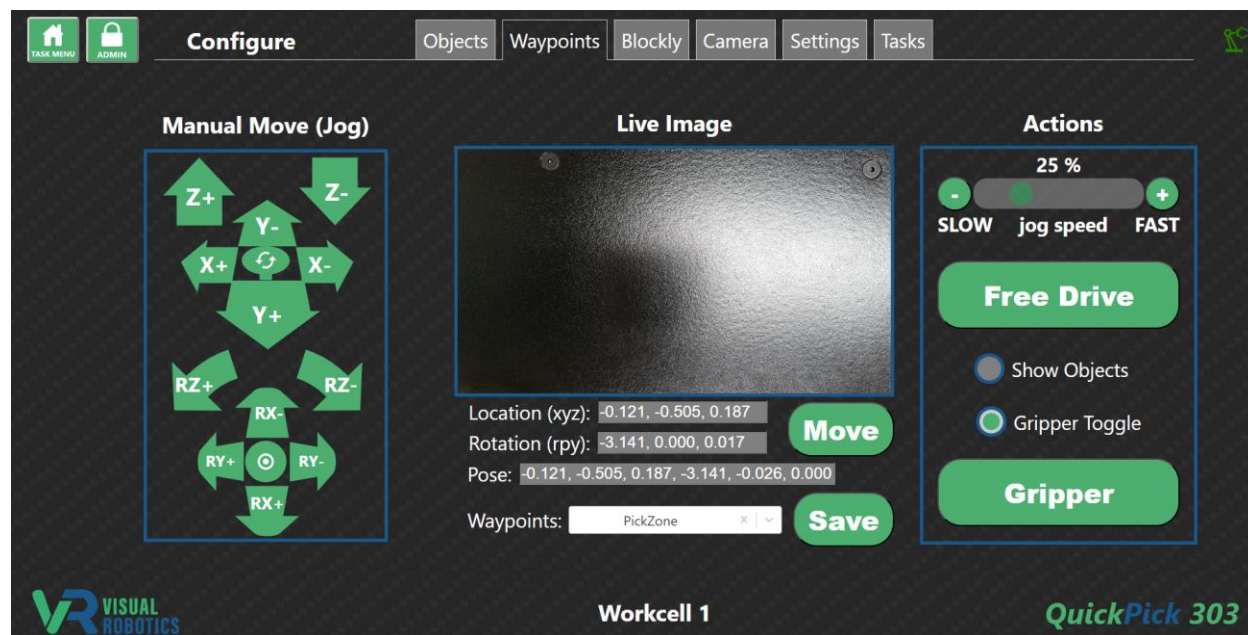 TASK MENU
ADMIN
Configure
Objects
Waypoints
Blockly
Camera
Settings
Tasks
Manual Move (Jog)
Z+
Z-
Y-
X+
X-
Y+
RZ+
RZ-
RX-
RY+
RY-
RX+
Live Image
Location (xyz): -0.121, -0.505, 0.187
Rotation (rpy): -3.141, 0.000, 0.017
Move
Pose: -0.121, -0.505, 0.187, -3.141, -0.026, 0.000
Waypoints: PickZone
Save
Actions
25 %
- +
SLOW jog speed FAST
Free Drive
Show Objects
Gripper Toggle
Gripper
VR VISUAL
ROBOTICS
Workcell 1
QuickPick 303